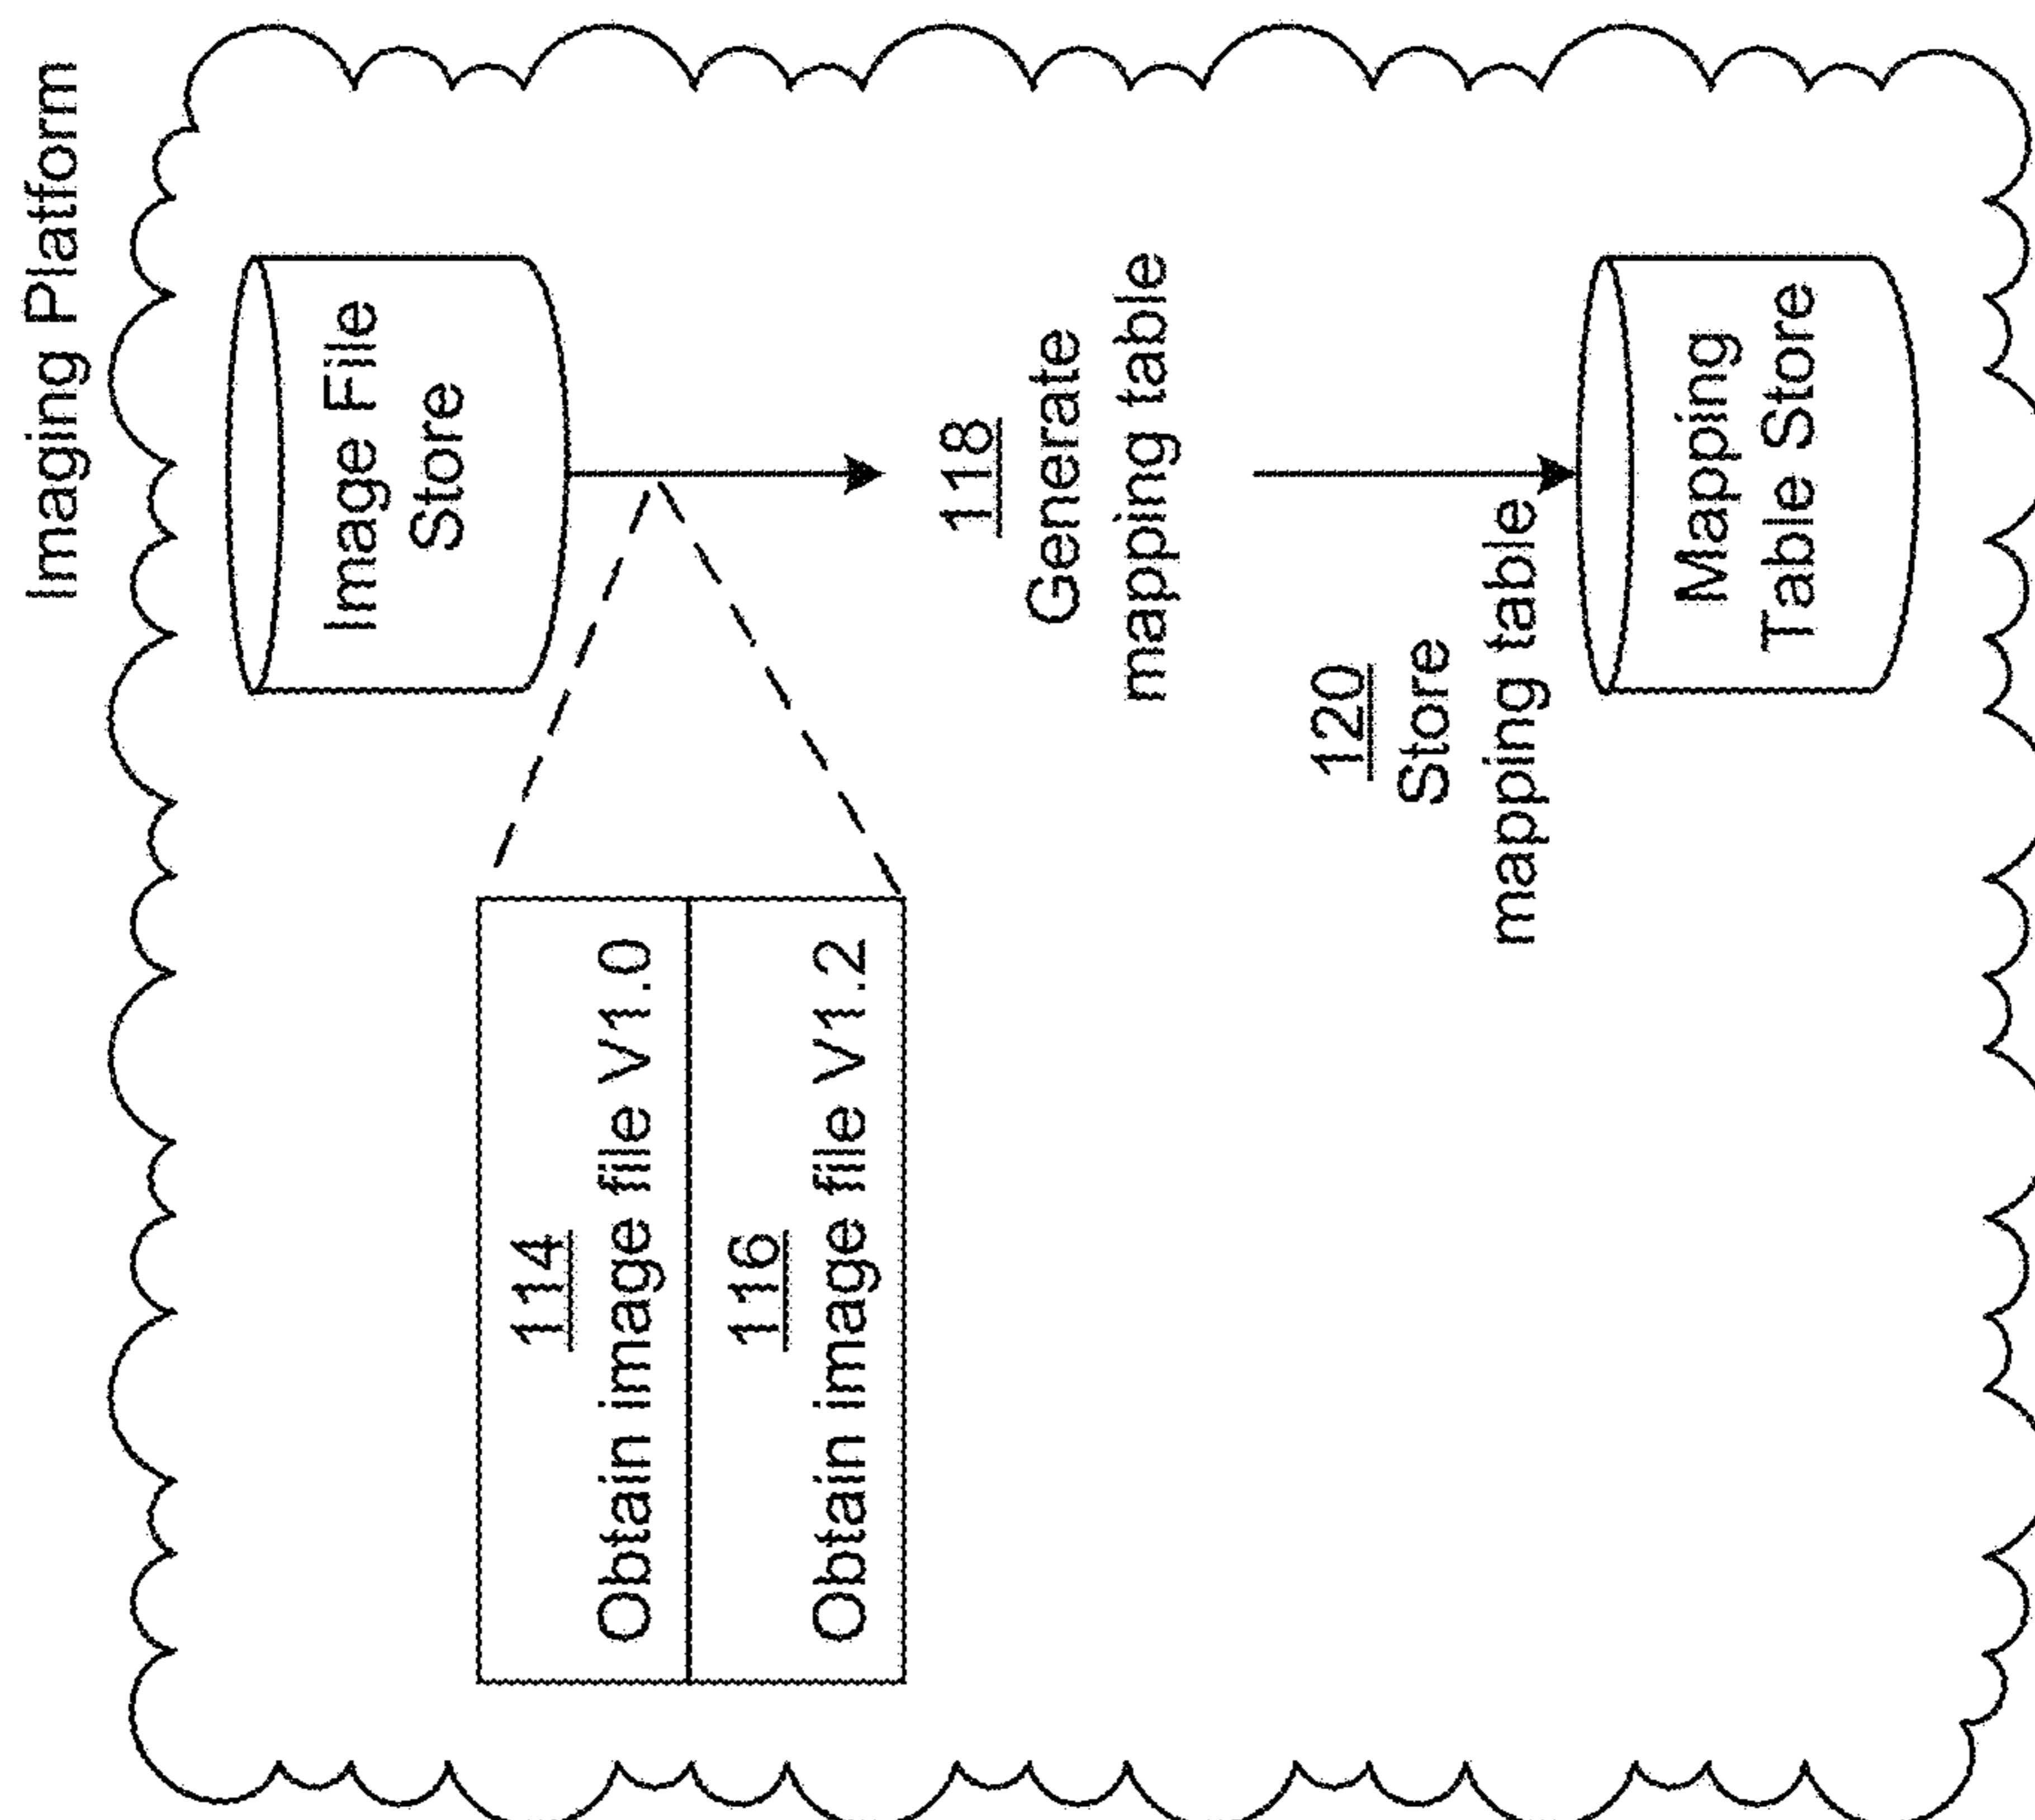 Imaging Platform
Image File
Store
114
Obtain image file V1.0
116
Obtain image file V1.2
118
Generate
mapping table
120
Store
mapping table
Mapping
Table Store